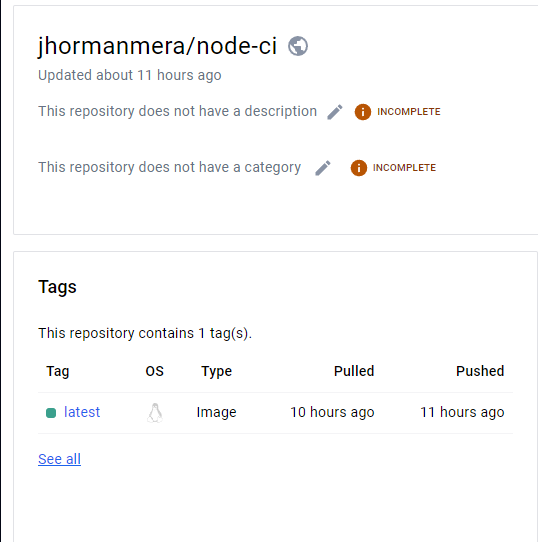 jhormanmera/node-ci
Updated about 11 hours ago
This repository does not have a description INCOMPLETE
This repository does not have a category INCOMPLETE
Tags
This repository contains 1 tag(s).
Tag OS Type Pulled Pushed
latest Image 10 hours ago 11 hours ago
See all